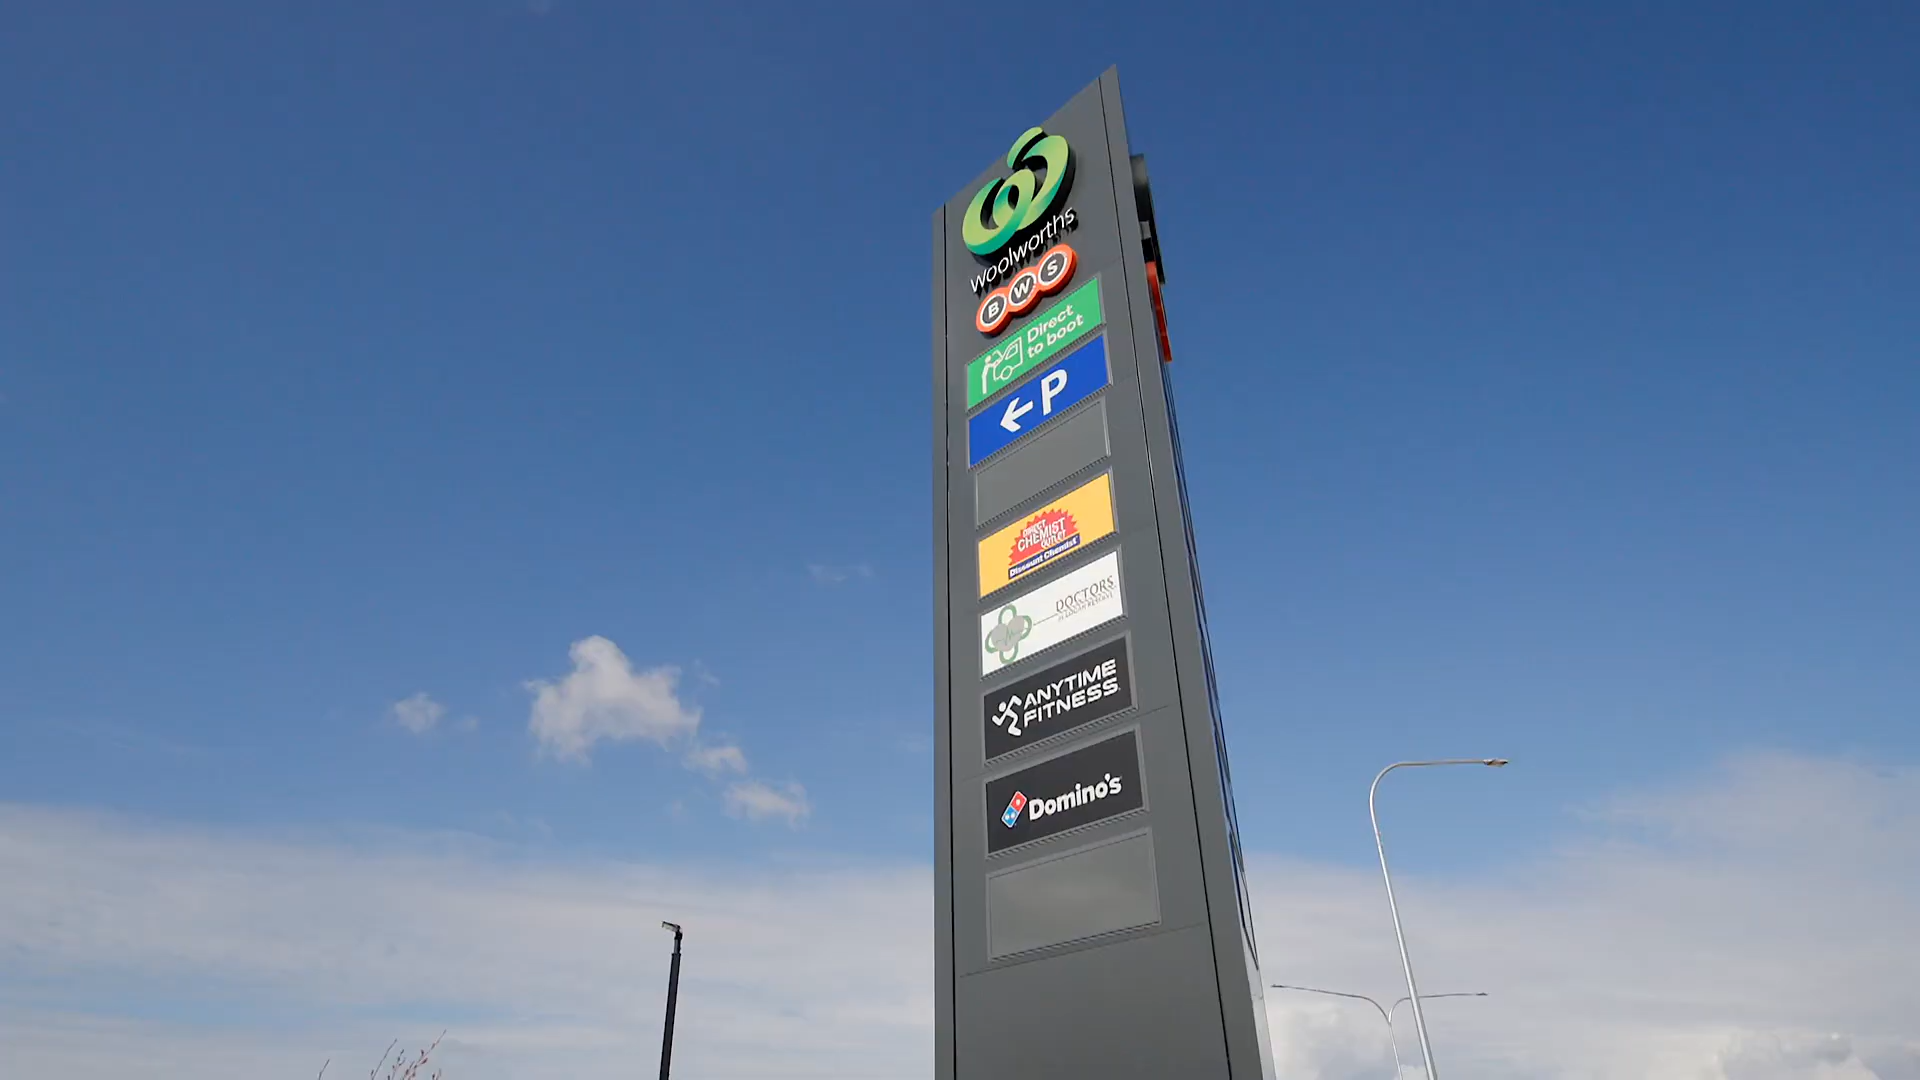 woolworths
BWS
Direct
to boot
← P
DIRECT
CHEMIST
OUTLET
Discount Chemist
DOCTORS
ANYTIME
FITNESS
Domino's